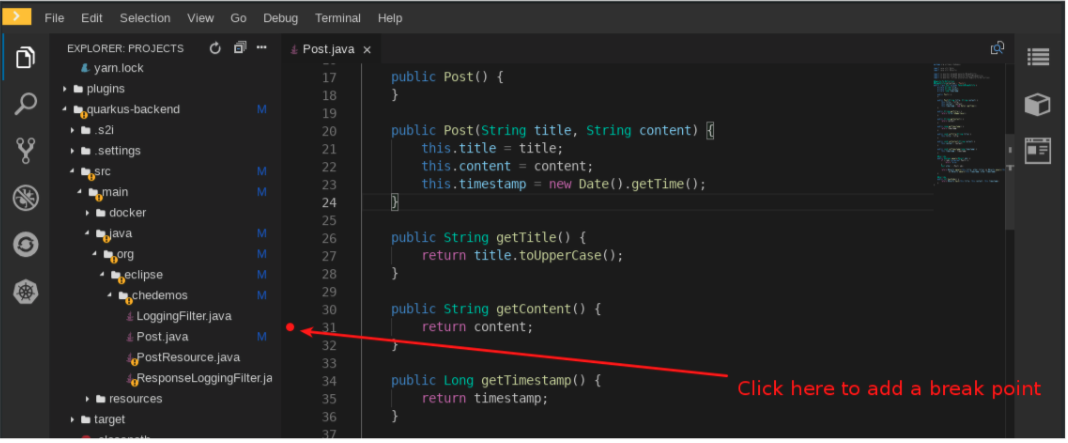 File Edit Selection View Go Debug Terminal Help
EXPLORER: PROJECTS
yarn.lock
plugins
quarkus-backend M
.s2i
.settings
src M
main M
docker
java M
org M
eclipse M
chedemos M
LoggingFilter.java
Post.java M
PostResource.java
ResponseLoggingFilter.ja
resources
target
Post.java ×
17 public Post() {
18 }
19
20 public Post(String title, String content) {
21 this.title = title;
22 this.content = content;
23 this.timestamp = new Date().getTime();
24 }
25
26 public String getTitle() {
27 return title.toUpperCase();
28 }
29
30 public String getContent() {
31 return content;
32 }
33
34 public Long getTimestamp() {
35 return timestamp;
36 }
37
Click here to add a break point